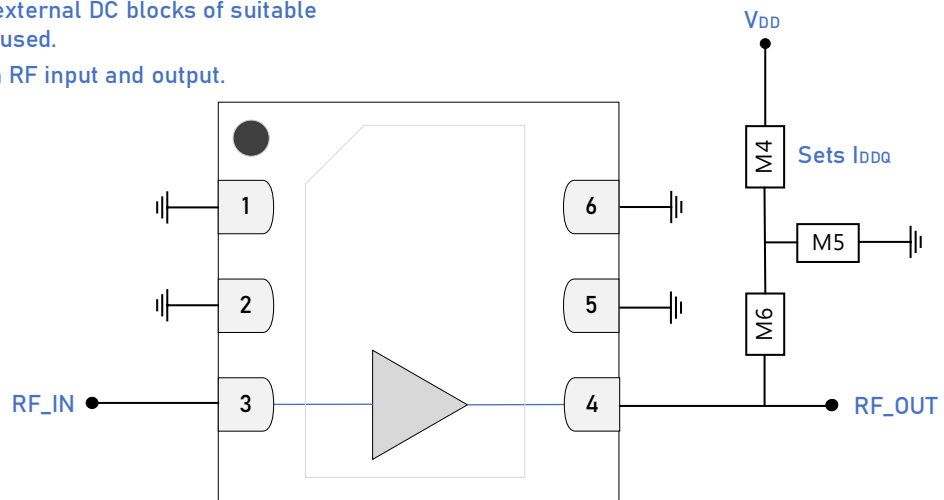 external DC blocks of suitable
used.
RF input and output.
VDD
M4
Sets IDDQ
1
6
M5
2
5
M6
RF_IN
3
4
RF_OUT